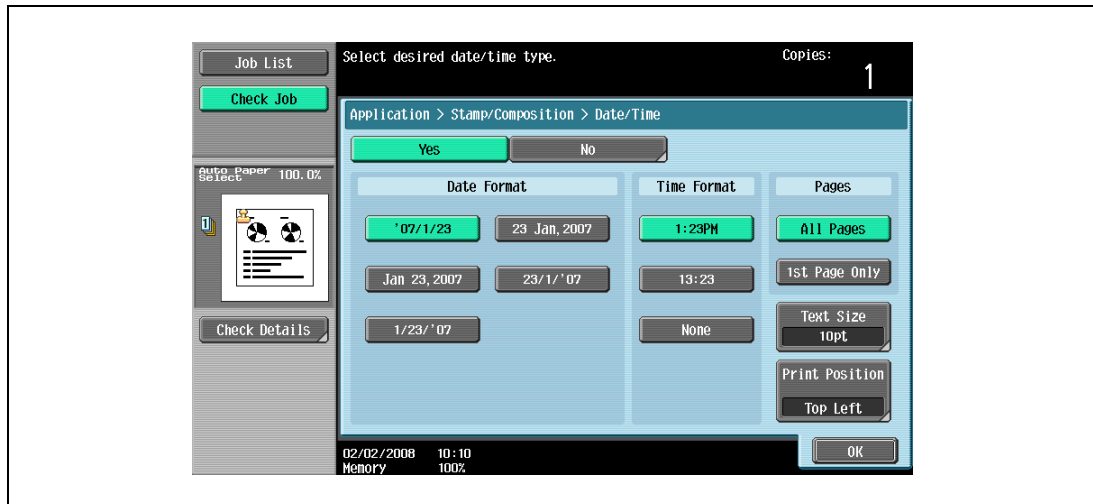 Job List
Check Job
Select desired date/time type.
Copies:
1
Application > Stamp/Composition > Date/Time
Yes
No
Auto Paper
Select
100.0%
1
Date Format
Time Format
Pages
'07/1/23
23 Jan,2007
1:23PM
All Pages
Jan 23,2007
23/1/'07
13:23
1st Page Only
Check Details
1/23/'07
None
Text Size
10pt
Print Position
Top Left
02/02/2008 10:10
Memory 100%
OK